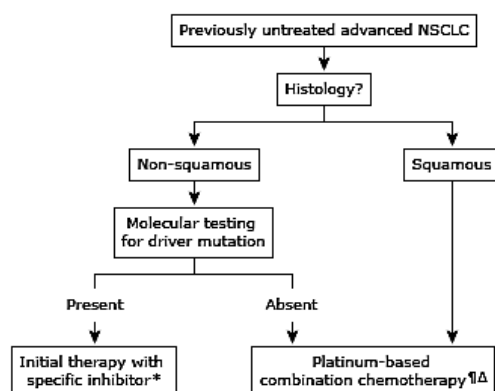 Previously untreated advanced NSCLC
Histology?
Non-squamous
Squamous
Molecular testing
for driver mutation
Present
Absent
Initial therapy with
specific inhibitor*
Platinum-based
combination chemotherapy¶Δ